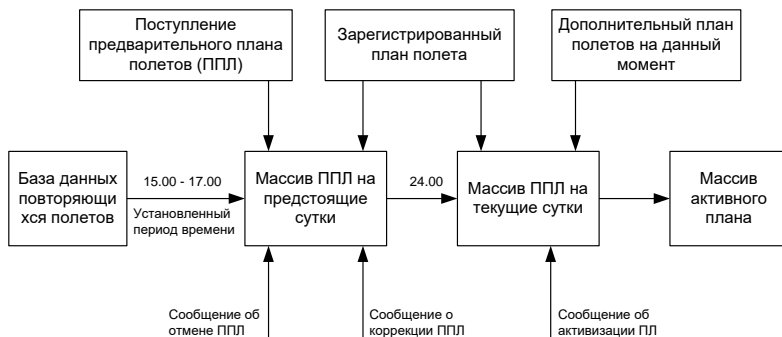 Поступление
предварительного плана
полетов (ППЛ)
Зарегистрированный
план полета
Дополнительный план
полетов на данный
момент
База данных
повторяющи
хся полетов
15.00 - 17.00
Установленный
период времени
Массив ППЛ на
предстоящие
сутки
24.00
Массив ППЛ на
текущие сутки
Массив
активного
плана
Сообщение об
отмене ППЛ
Сообщение о
коррекции ППЛ
Сообщение об
активизации ПЛ